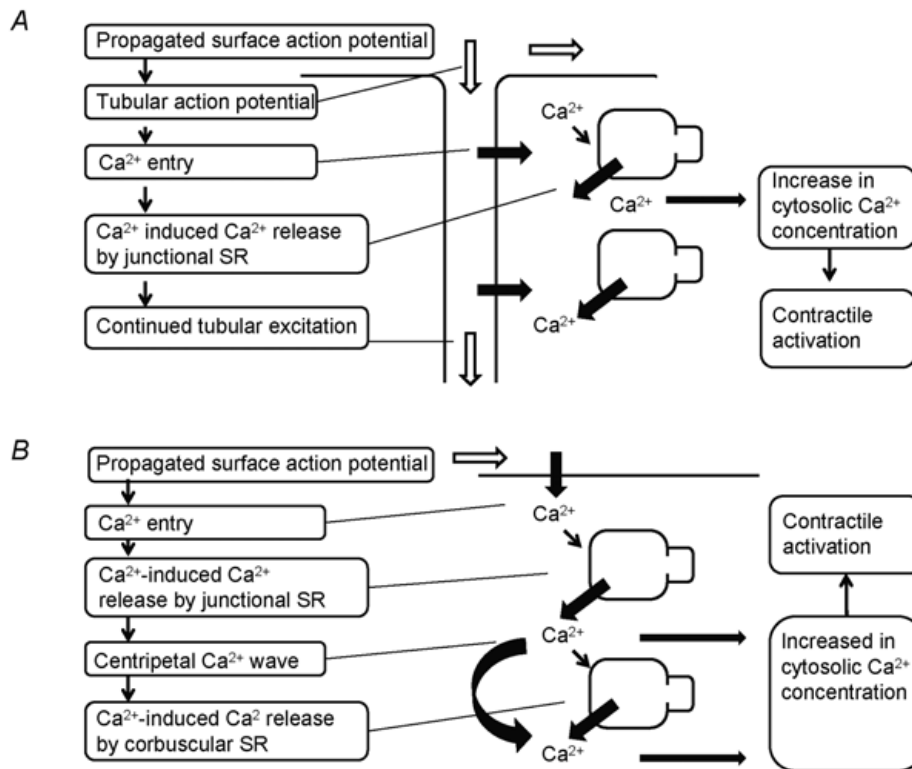 A
Propagated surface action potential
Tubular action potential
Ca²⁺ entry
Ca²⁺ induced Ca²⁺ release
by junctional SR
Continued tubular excitation
Ca²⁺
Ca²⁺
Ca²⁺
Increase in
cytosolic Ca²⁺
concentration
Contractile
activation
B
Propagated surface action potential
Ca²⁺ entry
Ca²⁺-induced Ca²⁺
release by junctional SR
Centripetal Ca²⁺ wave
Ca²⁺-induced Ca² release
by corbuscular SR
Ca²⁺
Ca²⁺
Ca²⁺
Contractile
activation
Increased in
cytosolic Ca²⁺
concentration